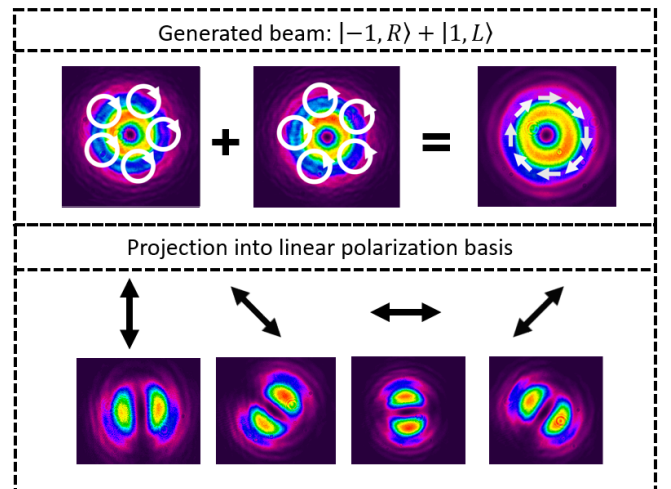 Generated beam: |−1, R⟩ + |1, L⟩
+ =
Projection into linear polarization basis